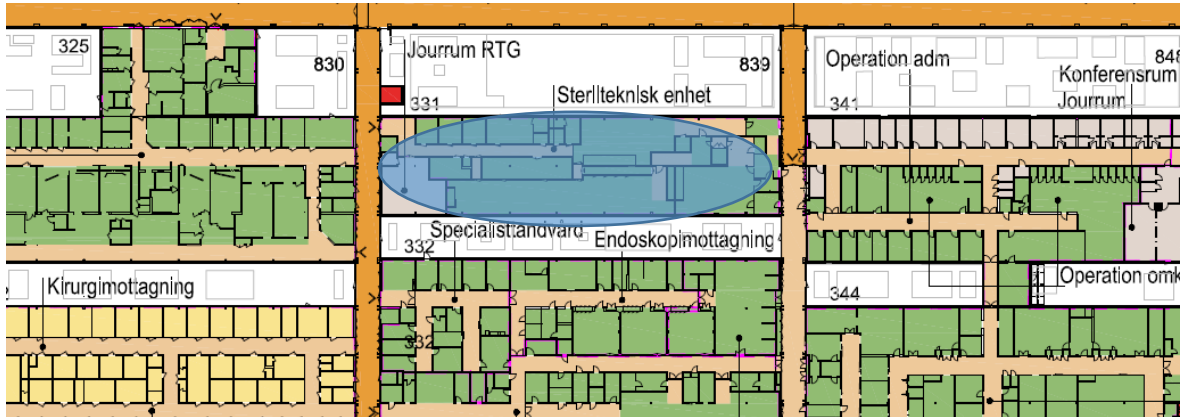 325
830
Jourrum RTG
839
Operation adm
848
Konferensrum
Jourrum
331
Sterilteknisk enhet
341
332
Specialisttandvård
Endoskopimottagning
Kirurgimottagning
344
Operation omk
332